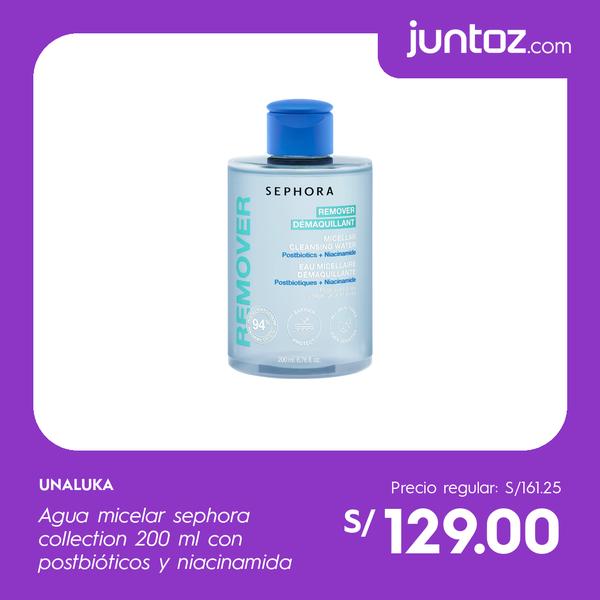 juntoz.com
SEPHORA
REMOVER
REMOVER
DÉMAQUILLANT
MICELLAR
CLEANSING WATER
Postbiotics + Niacinamide
EAU MICELLAIRE
DÉMAQUILLANTE
Postbiotiques + Niacinamide
94%
BARRIER
PROTECT
200 ml 6.76 fl. oz.
UNALUKA
Agua micelar sephora
collection 200 ml con
postbióticos y niacinamida
Precio regular: S/161.25
S/ 129.00